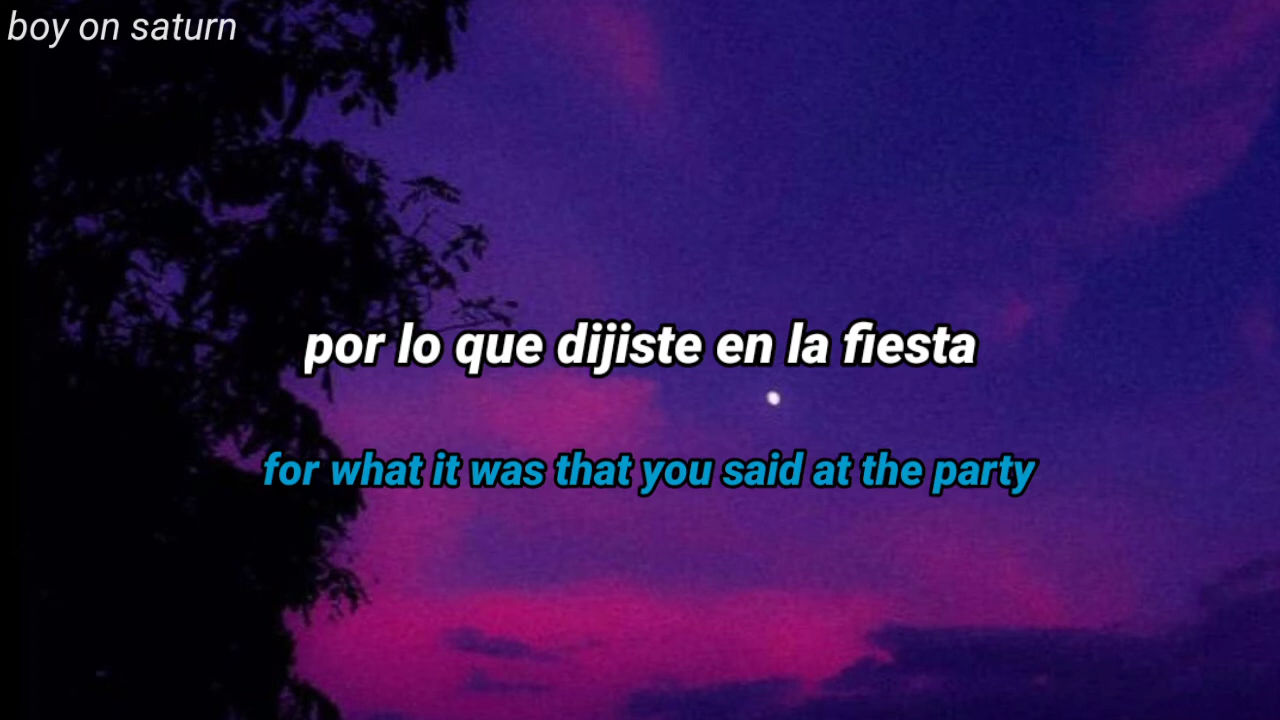 boy on saturn
por lo que dijiste en la fiesta
for what it was that you said at the party